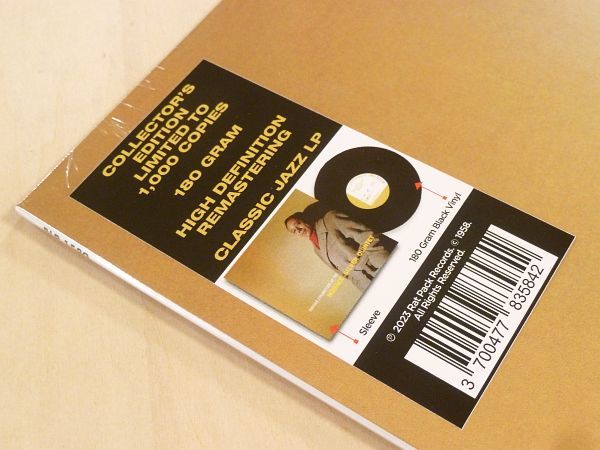 COLLECTOR'S
EDITION
LIMITED TO
1,000 COPIES
180 GRAM
HIGH DEFINITION
REMASTERING
CLASSIC JAZZ LP
180 Gram Black Vinyl
Sleeve
℗ 2023 Rat Pack Records. © 1958.
All Rights Reserved.
3 700477 835842